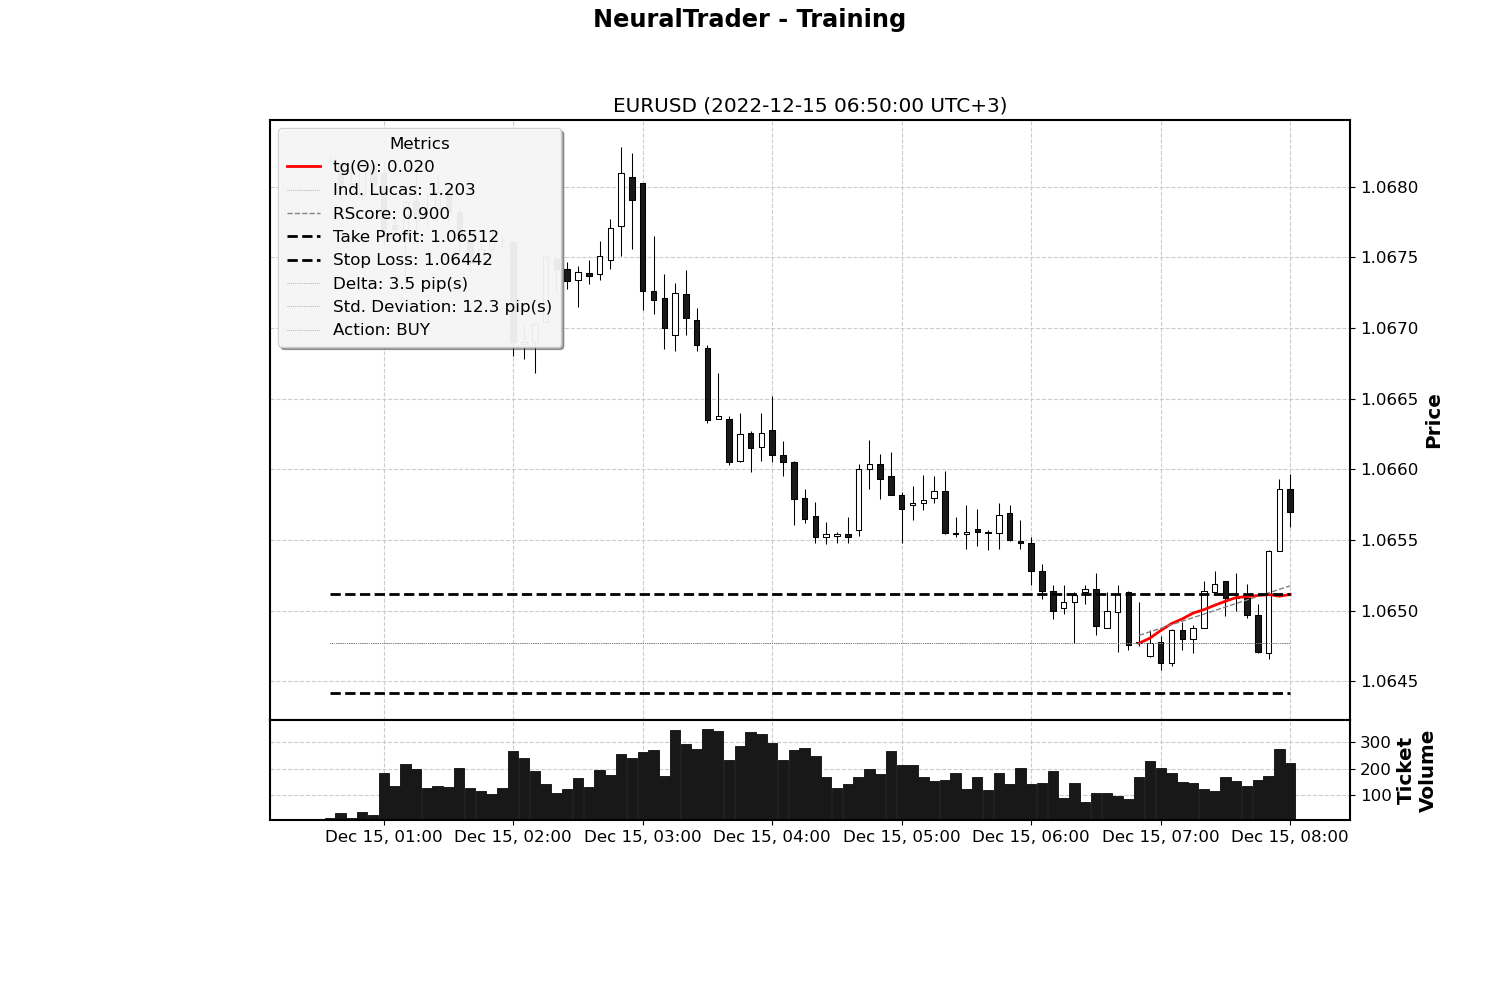 NeuralTrader - Training
EURUSD (2022-12-15 06:50:00 UTC+3)
Metrics
tg(Θ): 0.020
Ind. Lucas: 1.203
RScore: 0.900
Take Profit: 1.06512
Stop Loss: 1.06442
Delta: 3.5 pip(s)
Std. Deviation: 12.3 pip(s)
Action: BUY
1.0680
1.0675
1.0670
1.0665
1.0660
1.0655
1.0650
1.0645
Price
300
200
100
Ticket
Volume
Dec 15, 01:00 Dec 15, 02:00 Dec 15, 03:00 Dec 15, 04:00 Dec 15, 05:00 Dec 15, 06:00 Dec 15, 07:00 Dec 15, 08:00